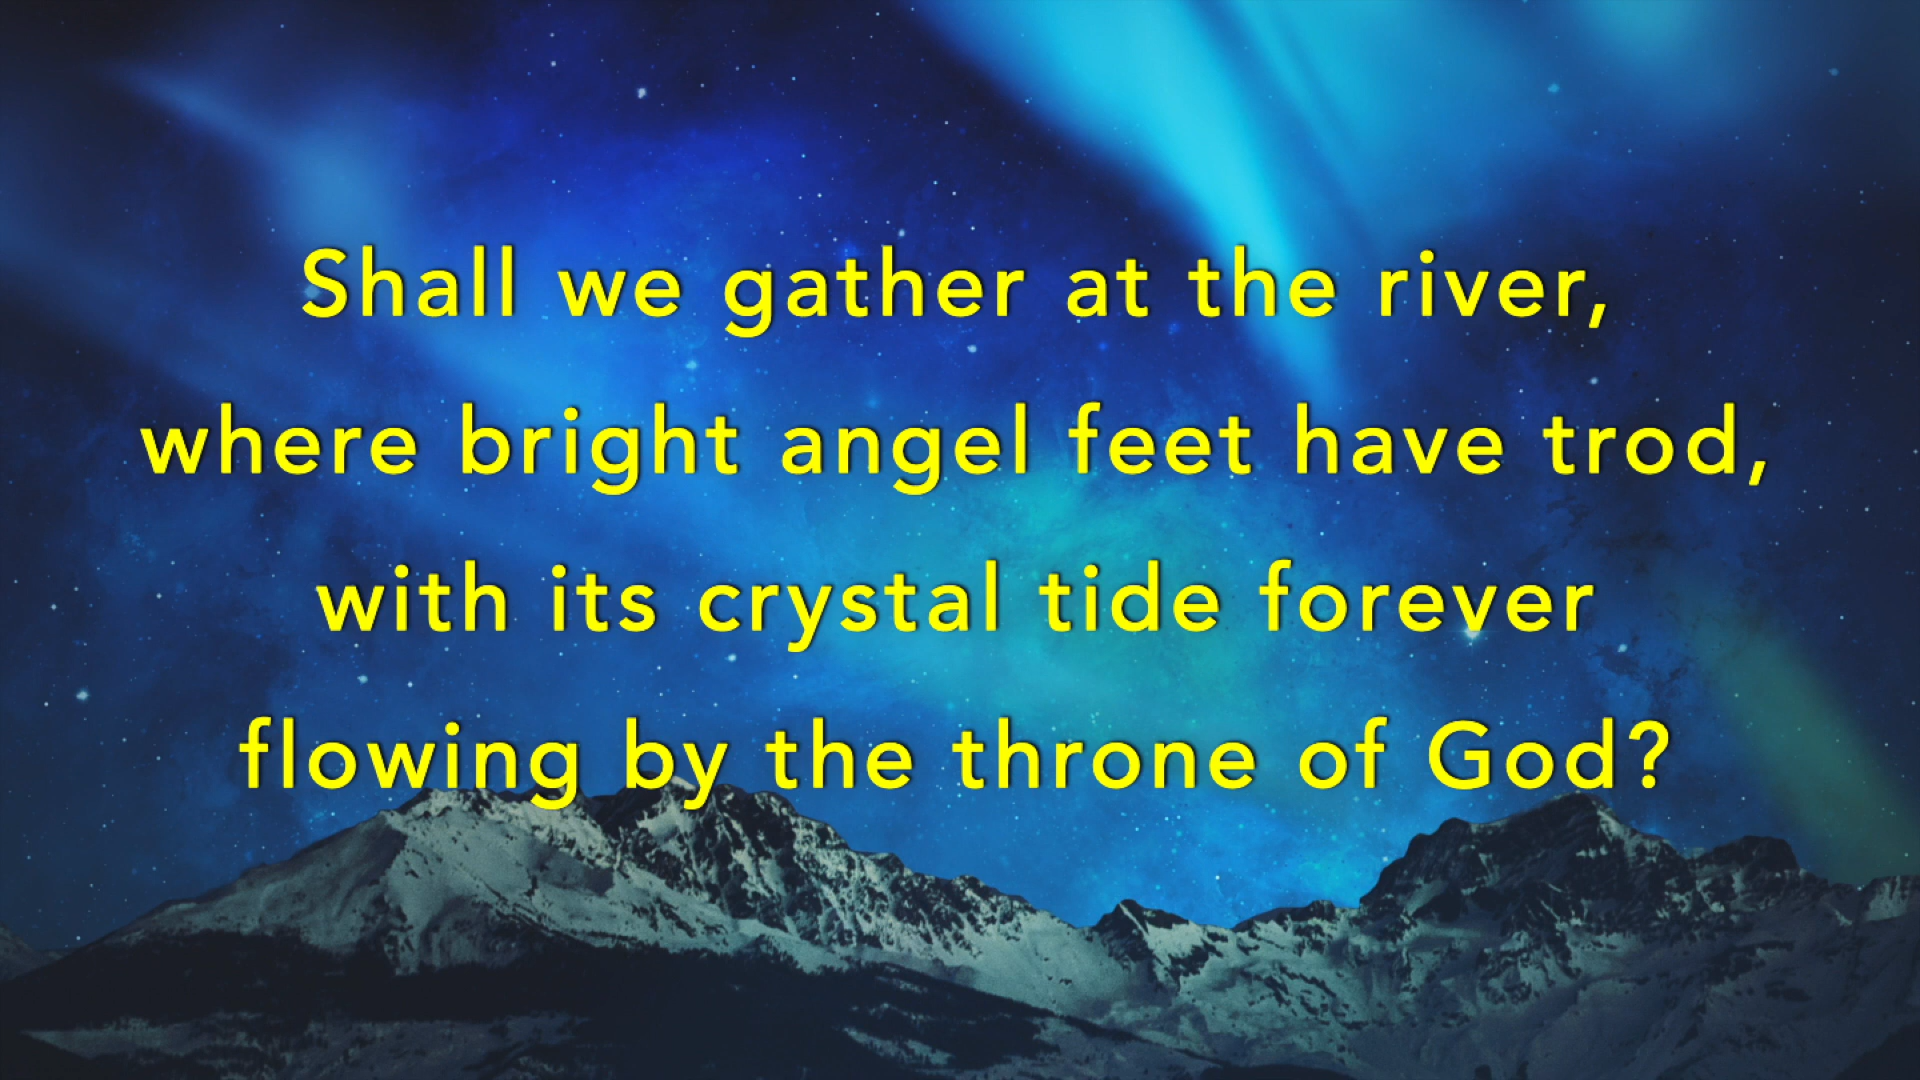 Shall we gather at the river,
where bright angel feet have trod,
with its crystal tide forever
flowing by the throne of God?